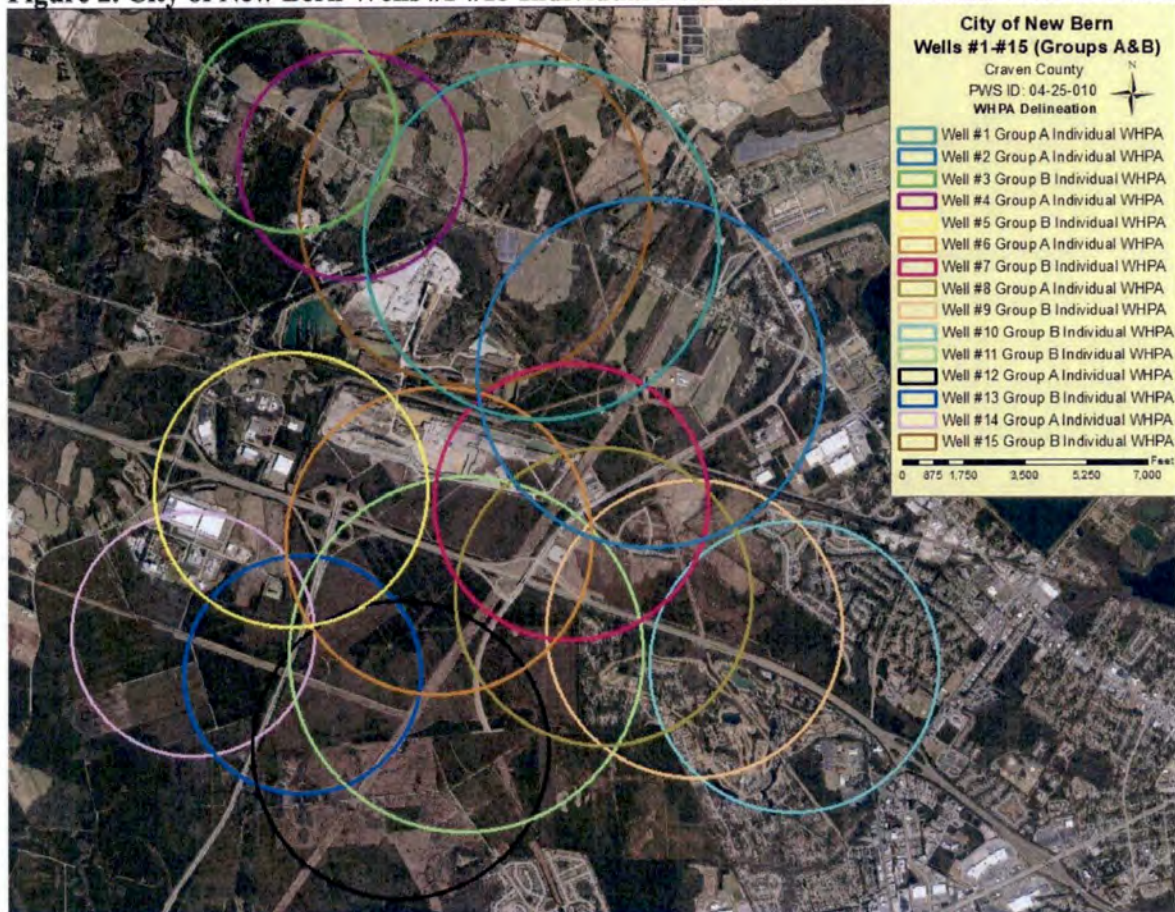 City of New Bern
Wells #1-#15 (Groups A&B)
Craven County
PWS ID: 04-25-010
WHPA Delineation
N
Well #1 Group A Individual WHPA
Well #2 Group A Individual WHPA
Well #3 Group B Individual WHPA
Well #4 Group A Individual WHPA
Well #5 Group B Individual WHPA
Well #6 Group A Individual WHPA
Well #7 Group B Individual WHPA
Well #8 Group A Individual WHPA
Well #9 Group B Individual WHPA
Well #10 Group B Individual WHPA
Well #11 Group B Individual WHPA
Well #12 Group A Individual WHPA
Well #13 Group B Individual WHPA
Well #14 Group A Individual WHPA
Well #15 Group B Individual WHPA
Feet
0 875 1,750 3,500 5,250 7,000